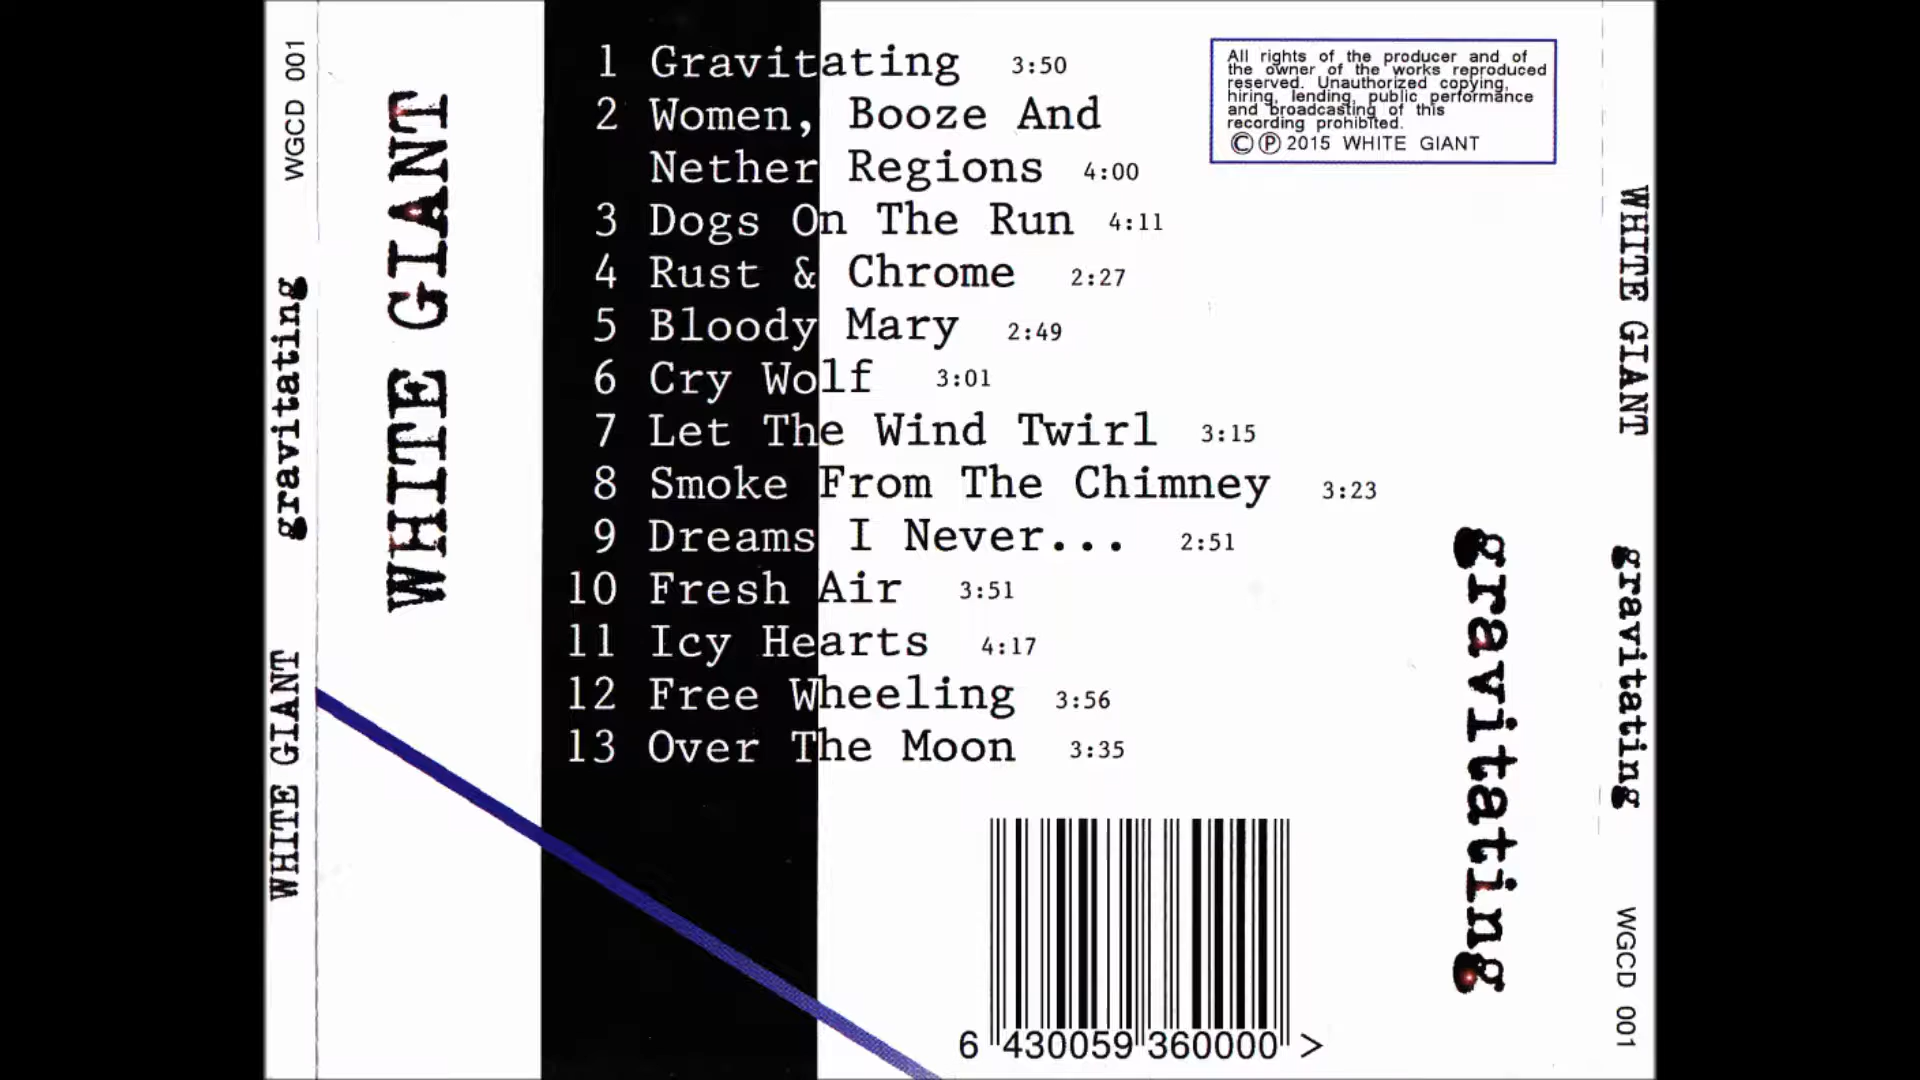 WGCD 001
gravitating
WHITE GIANT
WHITE GIANT
1 Gravitating 3:50
2 Women, Booze And
Nether Regions 4:00
3 Dogs On The Run 4:11
4 Rust & Chrome 2:27
5 Bloody Mary 2:49
6 Cry Wolf 3:01
7 Let The Wind Twirl 3:15
8 Smoke From The Chimney 3:23
9 Dreams I Never... 2:51
10 Fresh Air 3:51
11 Icy Hearts 4:17
12 Free Wheeling 3:56
13 Over The Moon 3:35
All rights of the producer and of
the owner of the works reproduced
reserved. Unauthorized copying,
hiring, lending, public performance
and broadcasting of this
recording prohibited.
©℗ 2015 WHITE GIANT
gravitating
6 430059 360000 >
WHITE GIANT
gravitating
WGCD 001